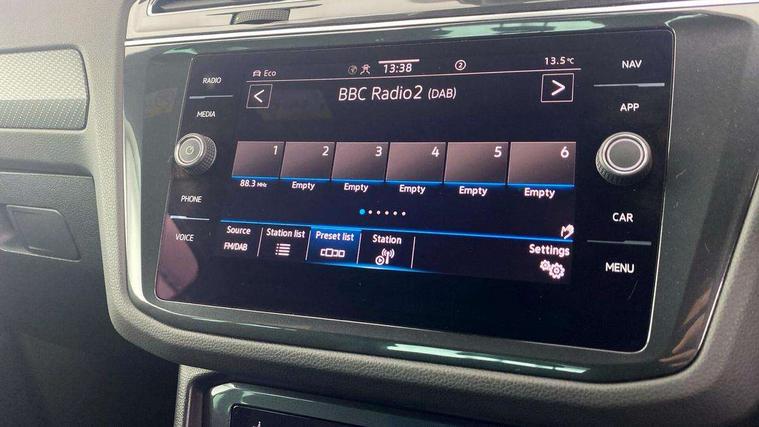 RADIO
MEDIA
PHONE
VOICE
Eco 13:38 2 13.5°C
< BBC Radio2 (DAB) >
1 2 3 4 5 6
88.3 MHz Empty Empty Empty Empty Empty
Source Station list Preset list Station Settings
FM/DAB
NAV
APP
CAR
MENU